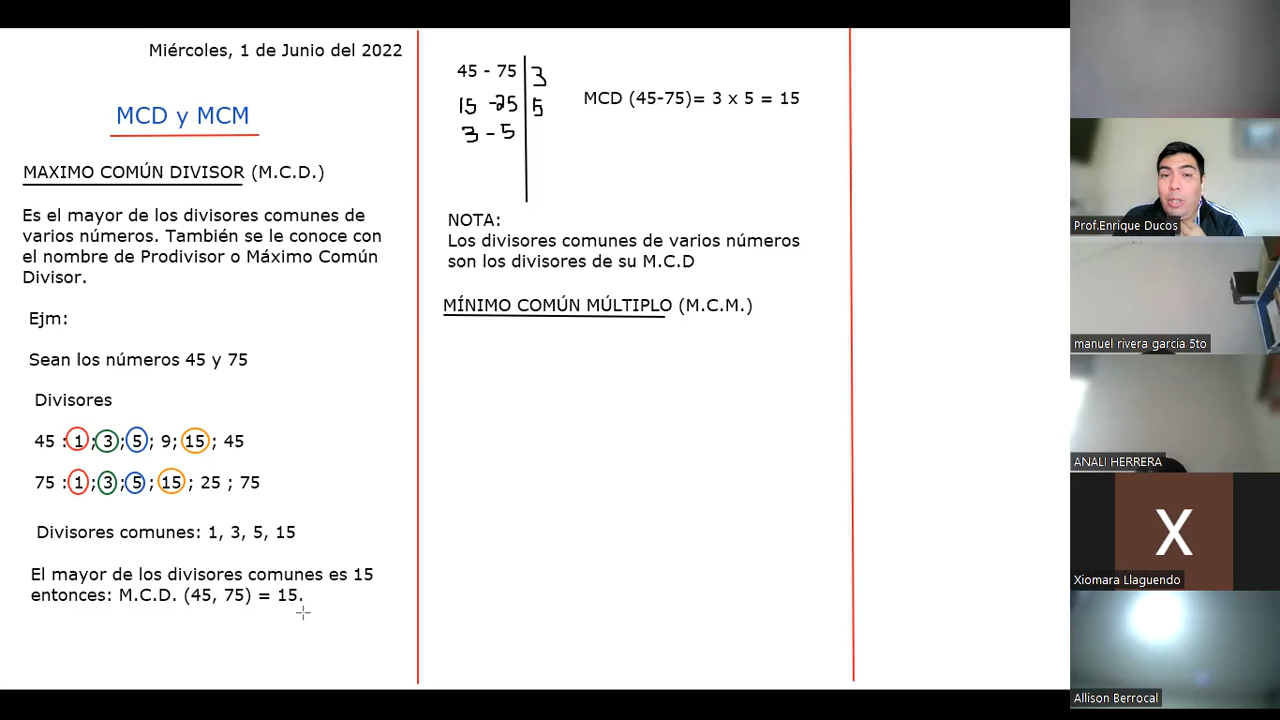 Miércoles, 1 de Junio del 2022
MCD y MCM
MAXIMO COMÚN DIVISOR (M.C.D.)
Es el mayor de los divisores comunes de
varios números. También se le conoce con
el nombre de Prodivisor o Máximo Común
Divisor.
Ejm:
Sean los números 45 y 75
Divisores
45 : 1 ; 3 ; 5 ; 9; 15 ; 45
75 : 1 ; 3 ; 5 ; 15 ; 25 ; 75
Divisores comunes: 1, 3, 5, 15
El mayor de los divisores comunes es 15
entonces: M.C.D. (45, 75) = 15.
45 - 75 3
15 -25 5
3 - 5
MCD (45-75)= 3 x 5 = 15
NOTA:
Los divisores comunes de varios números
son los divisores de su M.C.D
MÍNIMO COMÚN MÚLTIPLO (M.C.M.)
Prof.Enrique Ducos
manuel rivera garcia 5to
ANALI HERRERA
X
Xiomara Llaguendo
Allison Berrocal